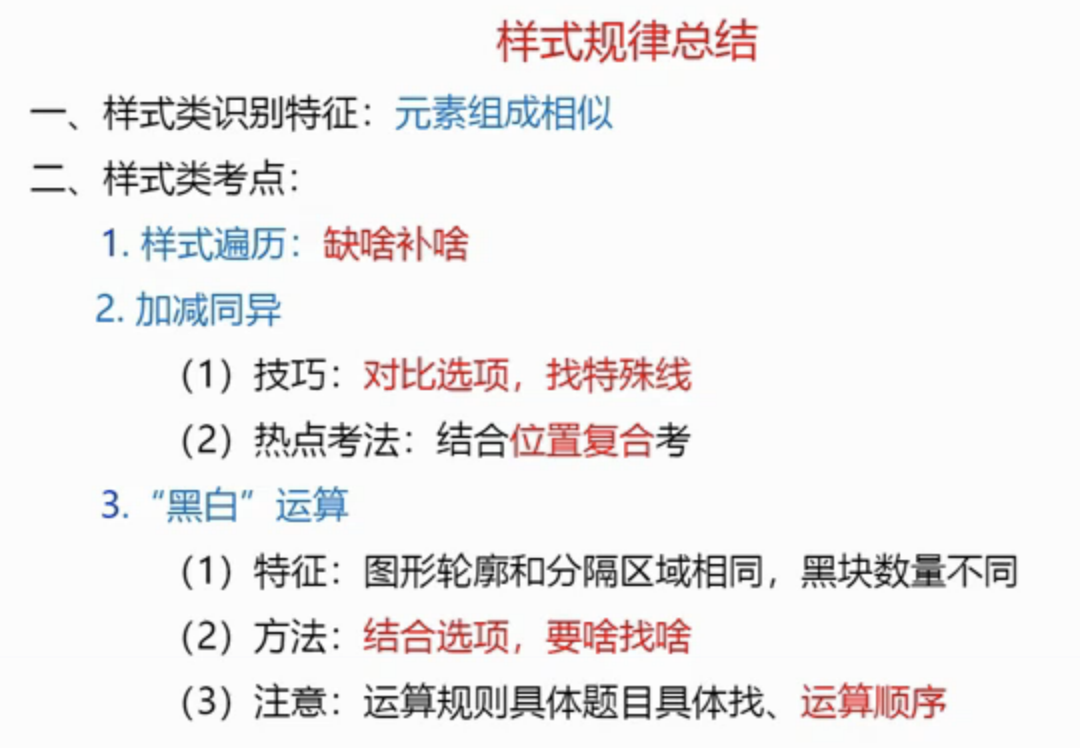 样式规律总结
一、样式类识别特征：元素组成相似
二、样式类考点：
1. 样式遍历：缺啥补啥
2. 加减同异
（1）技巧：对比选项，找特殊线
（2）热点考法：结合位置复合考
3. “黑白”运算
（1）特征：图形轮廓和分隔区域相同，黑块数量不同
（2）方法：结合选项，要啥找啥
（3）注意：运算规则具体题目具体找、运算顺序